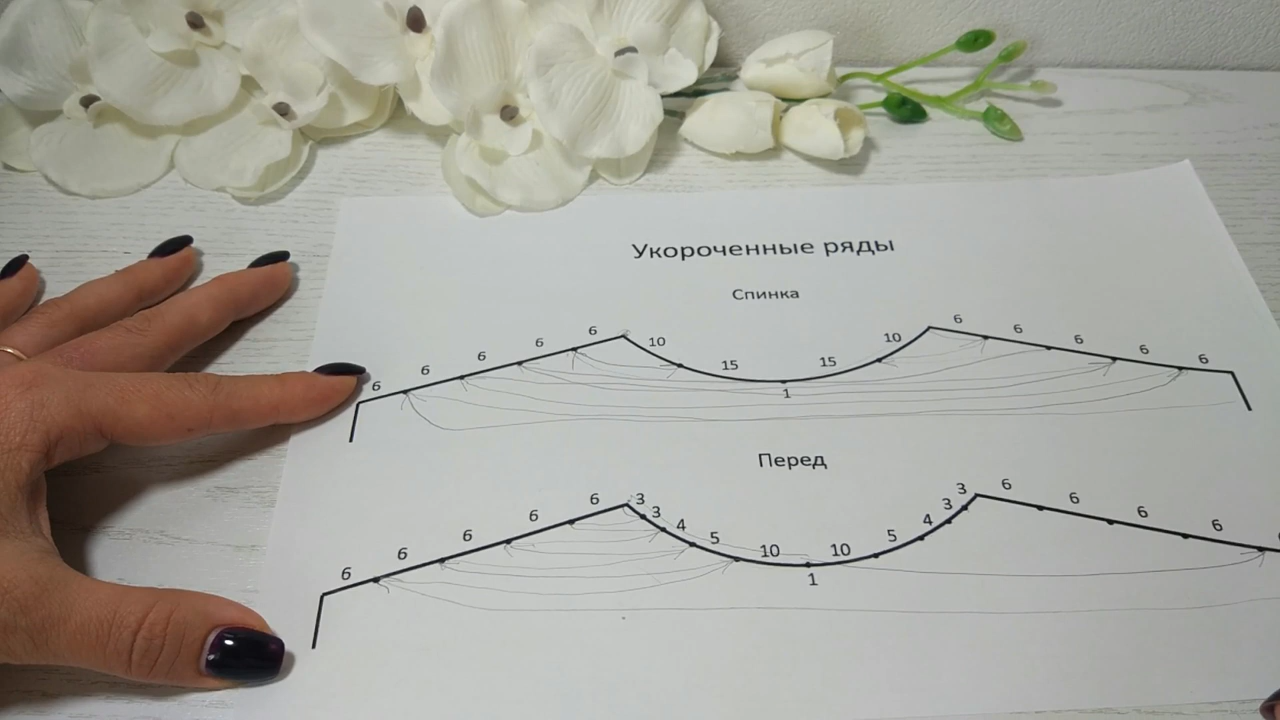 Укороченные ряды
Спинка
6 6 6 6 6 10 15 1 15 10 6 6 6 6 6
Перед
6 6 6 6 6 3 3 4 5 10 1 10 5 4 3 3 6 6 6 6